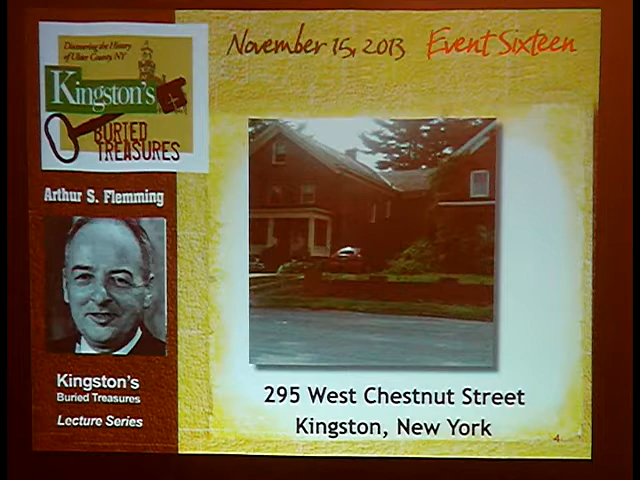 Discovering the History
of Ulster County, NY
Kingston's
BURIED
TREASURES
November 15, 2013 Event Sixteen
Arthur S. Flemming
Kingston's
Buried Treasures
Lecture Series
295 West Chestnut Street
Kingston, New York
4